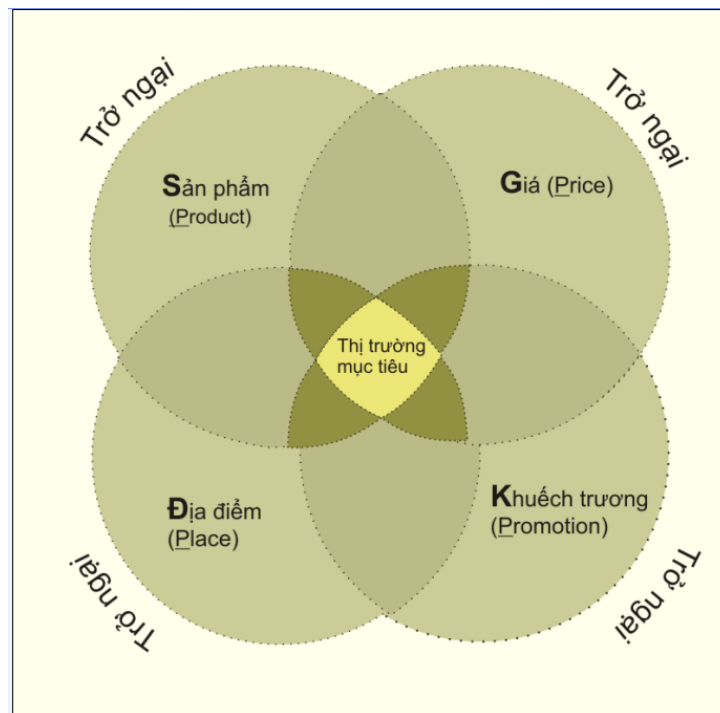 Trở ngại
Trở ngại
Sản phẩm
(Product)
Giá (Price)
Thị trường
mục tiêu
Địa điểm
(Place)
Khuếch trương
(Promotion)
Trở ngại
Trở ngại